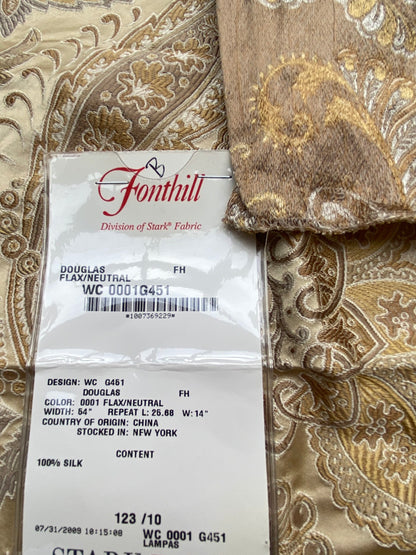 Fonthill
Division of Stark® Fabric
DOUGLAS FH
FLAX/NEUTRAL
WC 0001G451
*1007369229*
DESIGN: WC G451
DOUGLAS FH
COLOR: 0001 FLAX/NEUTRAL
WIDTH: 54" REPEAT L: 25.68 W: 14"
COUNTRY OF ORIGIN: CHINA
STOCKED IN: NEW YORK
CONTENT
100% SILK
123 /10
07/31/2009 10:15:08 WC 0001 G451
LAMPAS